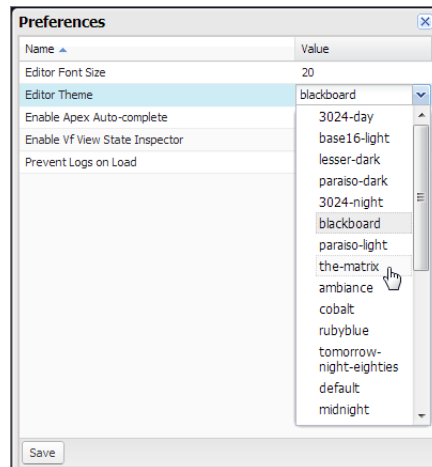 Preferences
Name Value
Editor Font Size 20
Editor Theme blackboard
Enable Apex Auto-complete
Enable Vf View State Inspector
Prevent Logs on Load
3024-day
base16-light
lesser-dark
paraiso-dark
3024-night
blackboard
paraiso-light
the-matrix
ambiance
cobalt
rubyblue
tomorrow-
night-eighties
default
midnight
Save